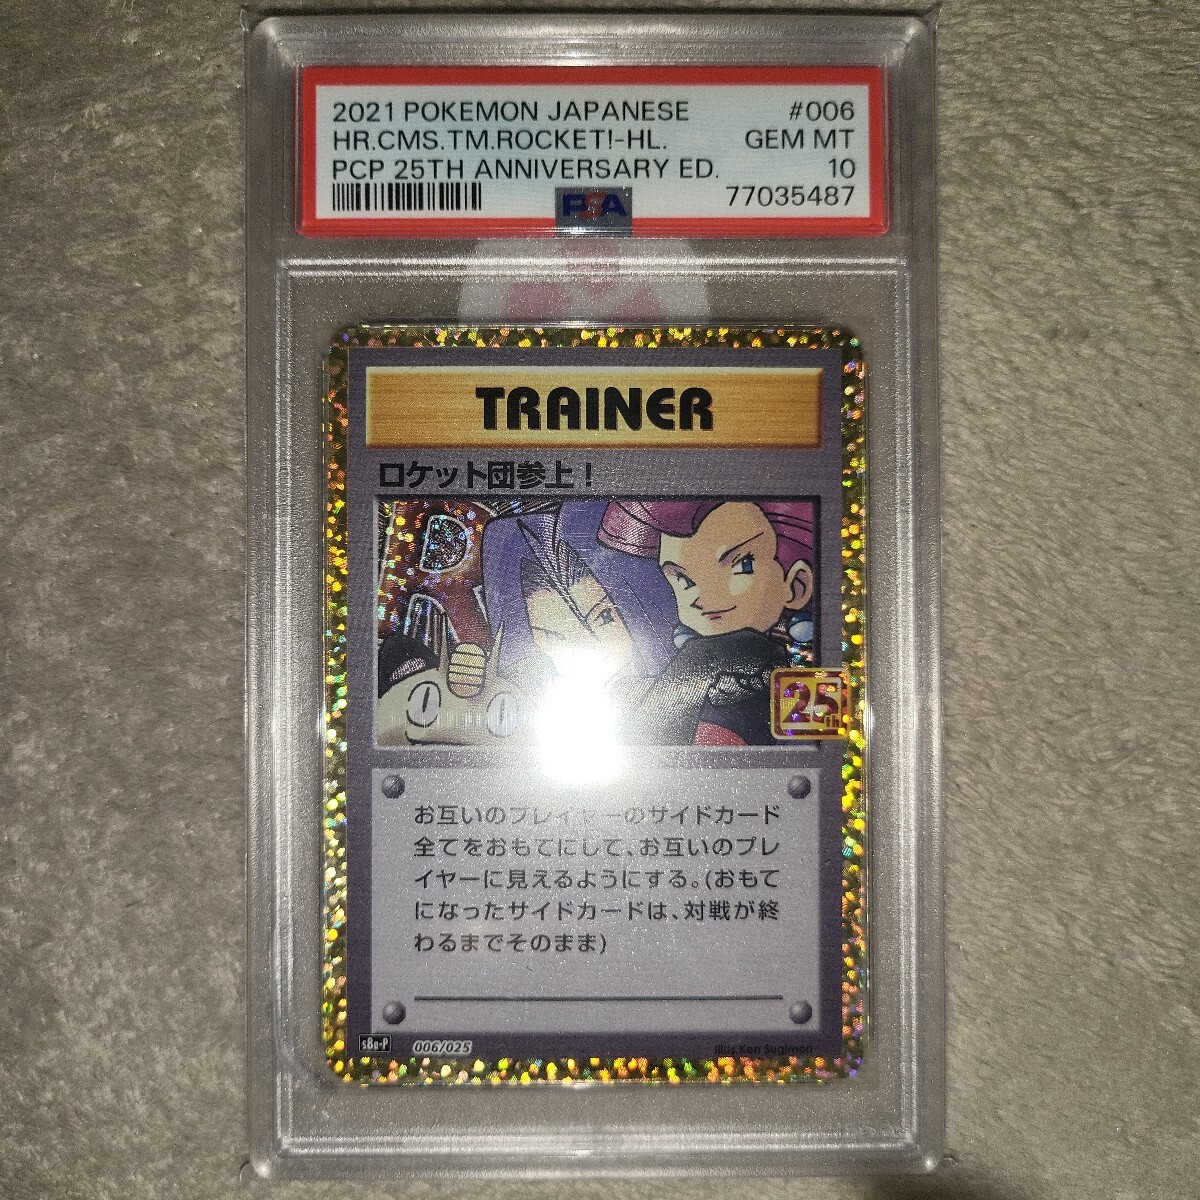 2021 POKEMON JAPANESE #006
HR.CMS.TM.ROCKET!-HL. GEM MT
PCP 25TH ANNIVERSARY ED. 10
PSA 77035487
TRAINER
ロケット団参上！
25th
お互いのプレイヤーのサイドカード
全てをおもてにして、お互いのプレ
イヤーに見えるようにする。(おもて
になったサイドカードは、対戦が終
わるまでそのまま)
s8a-P 006/025 illus.Ken Sugimori